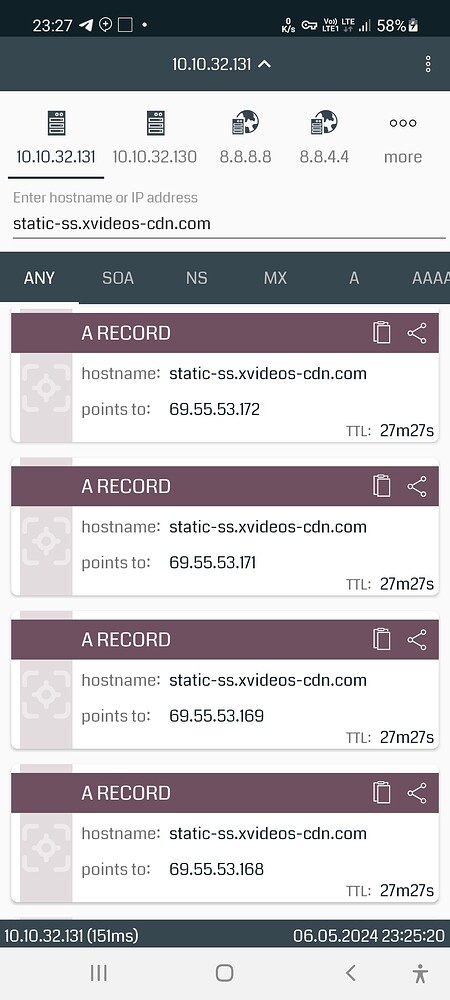 23:27
0 K/s Vo)) LTE1 LTE 58%
10.10.32.131
10.10.32.131 10.10.32.130 8.8.8.8 8.8.4.4 more
Enter hostname or IP address
static-ss.xvideos-cdn.com
ANY SOA NS MX A AAAA
A RECORD
hostname: static-ss.xvideos-cdn.com
points to: 69.55.53.172
TTL: 27m27s
A RECORD
hostname: static-ss.xvideos-cdn.com
points to: 69.55.53.171
TTL: 27m27s
A RECORD
hostname: static-ss.xvideos-cdn.com
points to: 69.55.53.169
TTL: 27m27s
A RECORD
hostname: static-ss.xvideos-cdn.com
points to: 69.55.53.168
TTL: 27m27s
10.10.32.131 (151ms) 06.05.2024 23:25:20